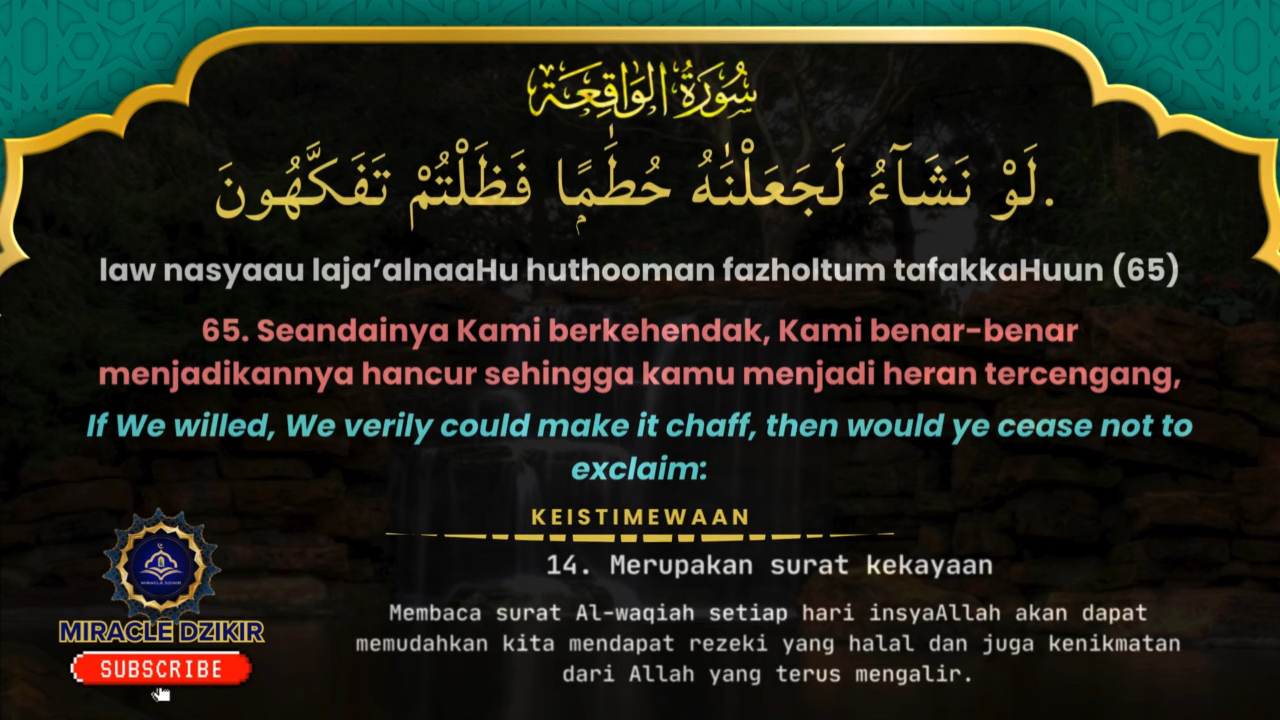 سُورَةُ الوَاقِعَة
لَوْ نَشَآءُ لَجَعَلْنَٰهُ حُطَٰمًۭا فَظَلْتُمْ تَفَكَّهُونَ.
law nasyaau laja’alnaaHu huthooman fazholtum tafakkaHuun (65)
65. Seandainya Kami berkehendak, Kami benar-benar
menjadikannya hancur sehingga kamu menjadi heran tercengang,
If We willed, We verily could make it chaff, then would ye cease not to
exclaim:
KEISTIMEWAAN
14. Merupakan surat kekayaan
Membaca surat Al-waqiah setiap hari insyaAllah akan dapat
memudahkan kita mendapat rezeki yang halal dan juga kenikmatan
dari Allah yang terus mengalir.
MIRACLE DZIKIR
MIRACLE DZIKIR
SUBSCRIBE